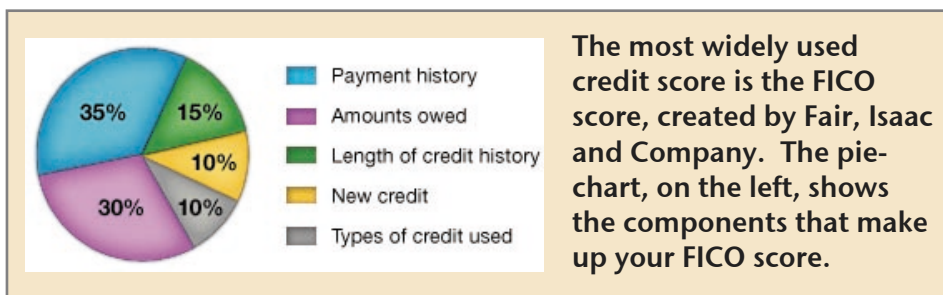 35%
15%
10%
10%
30%
Payment history
Amounts owed
Length of credit history
New credit
Types of credit used
The most widely used
credit score is the FICO
score, created by Fair, Isaac
and Company.  The pie-
chart, on the left, shows
the components that make
up your FICO score.